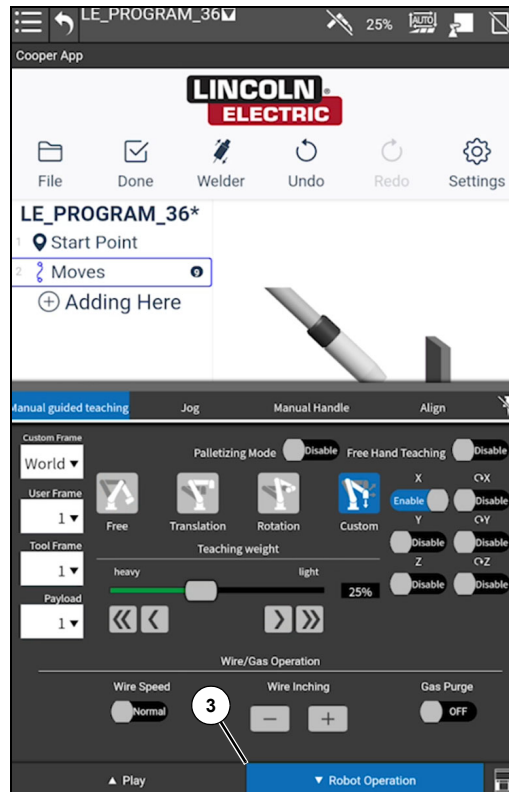 LE_PROGRAM_36
25%
AUTO
Cooper App
LINCOLN
ELECTRIC
File
Done
Welder
Undo
Redo
Settings
LE_PROGRAM_36*
1 Start Point
2 Moves 9
Adding Here
Manual guided teaching
Jog
Manual Handle
Align
Custom Frame
World
Palletizing Mode
Disable
Free Hand Teaching
Disable
User Frame
1
Free
Translation
Rotation
Custom
X
Enable
X
Disable
Y
Disable
Y
Disable
Z
Disable
Z
Disable
Tool Frame
1
Teaching weight
heavy
light
25%
Payload
1
Wire/Gas Operation
Wire Speed
Normal
Wire Inching
Gas Purge
OFF
3
Play
Robot Operation